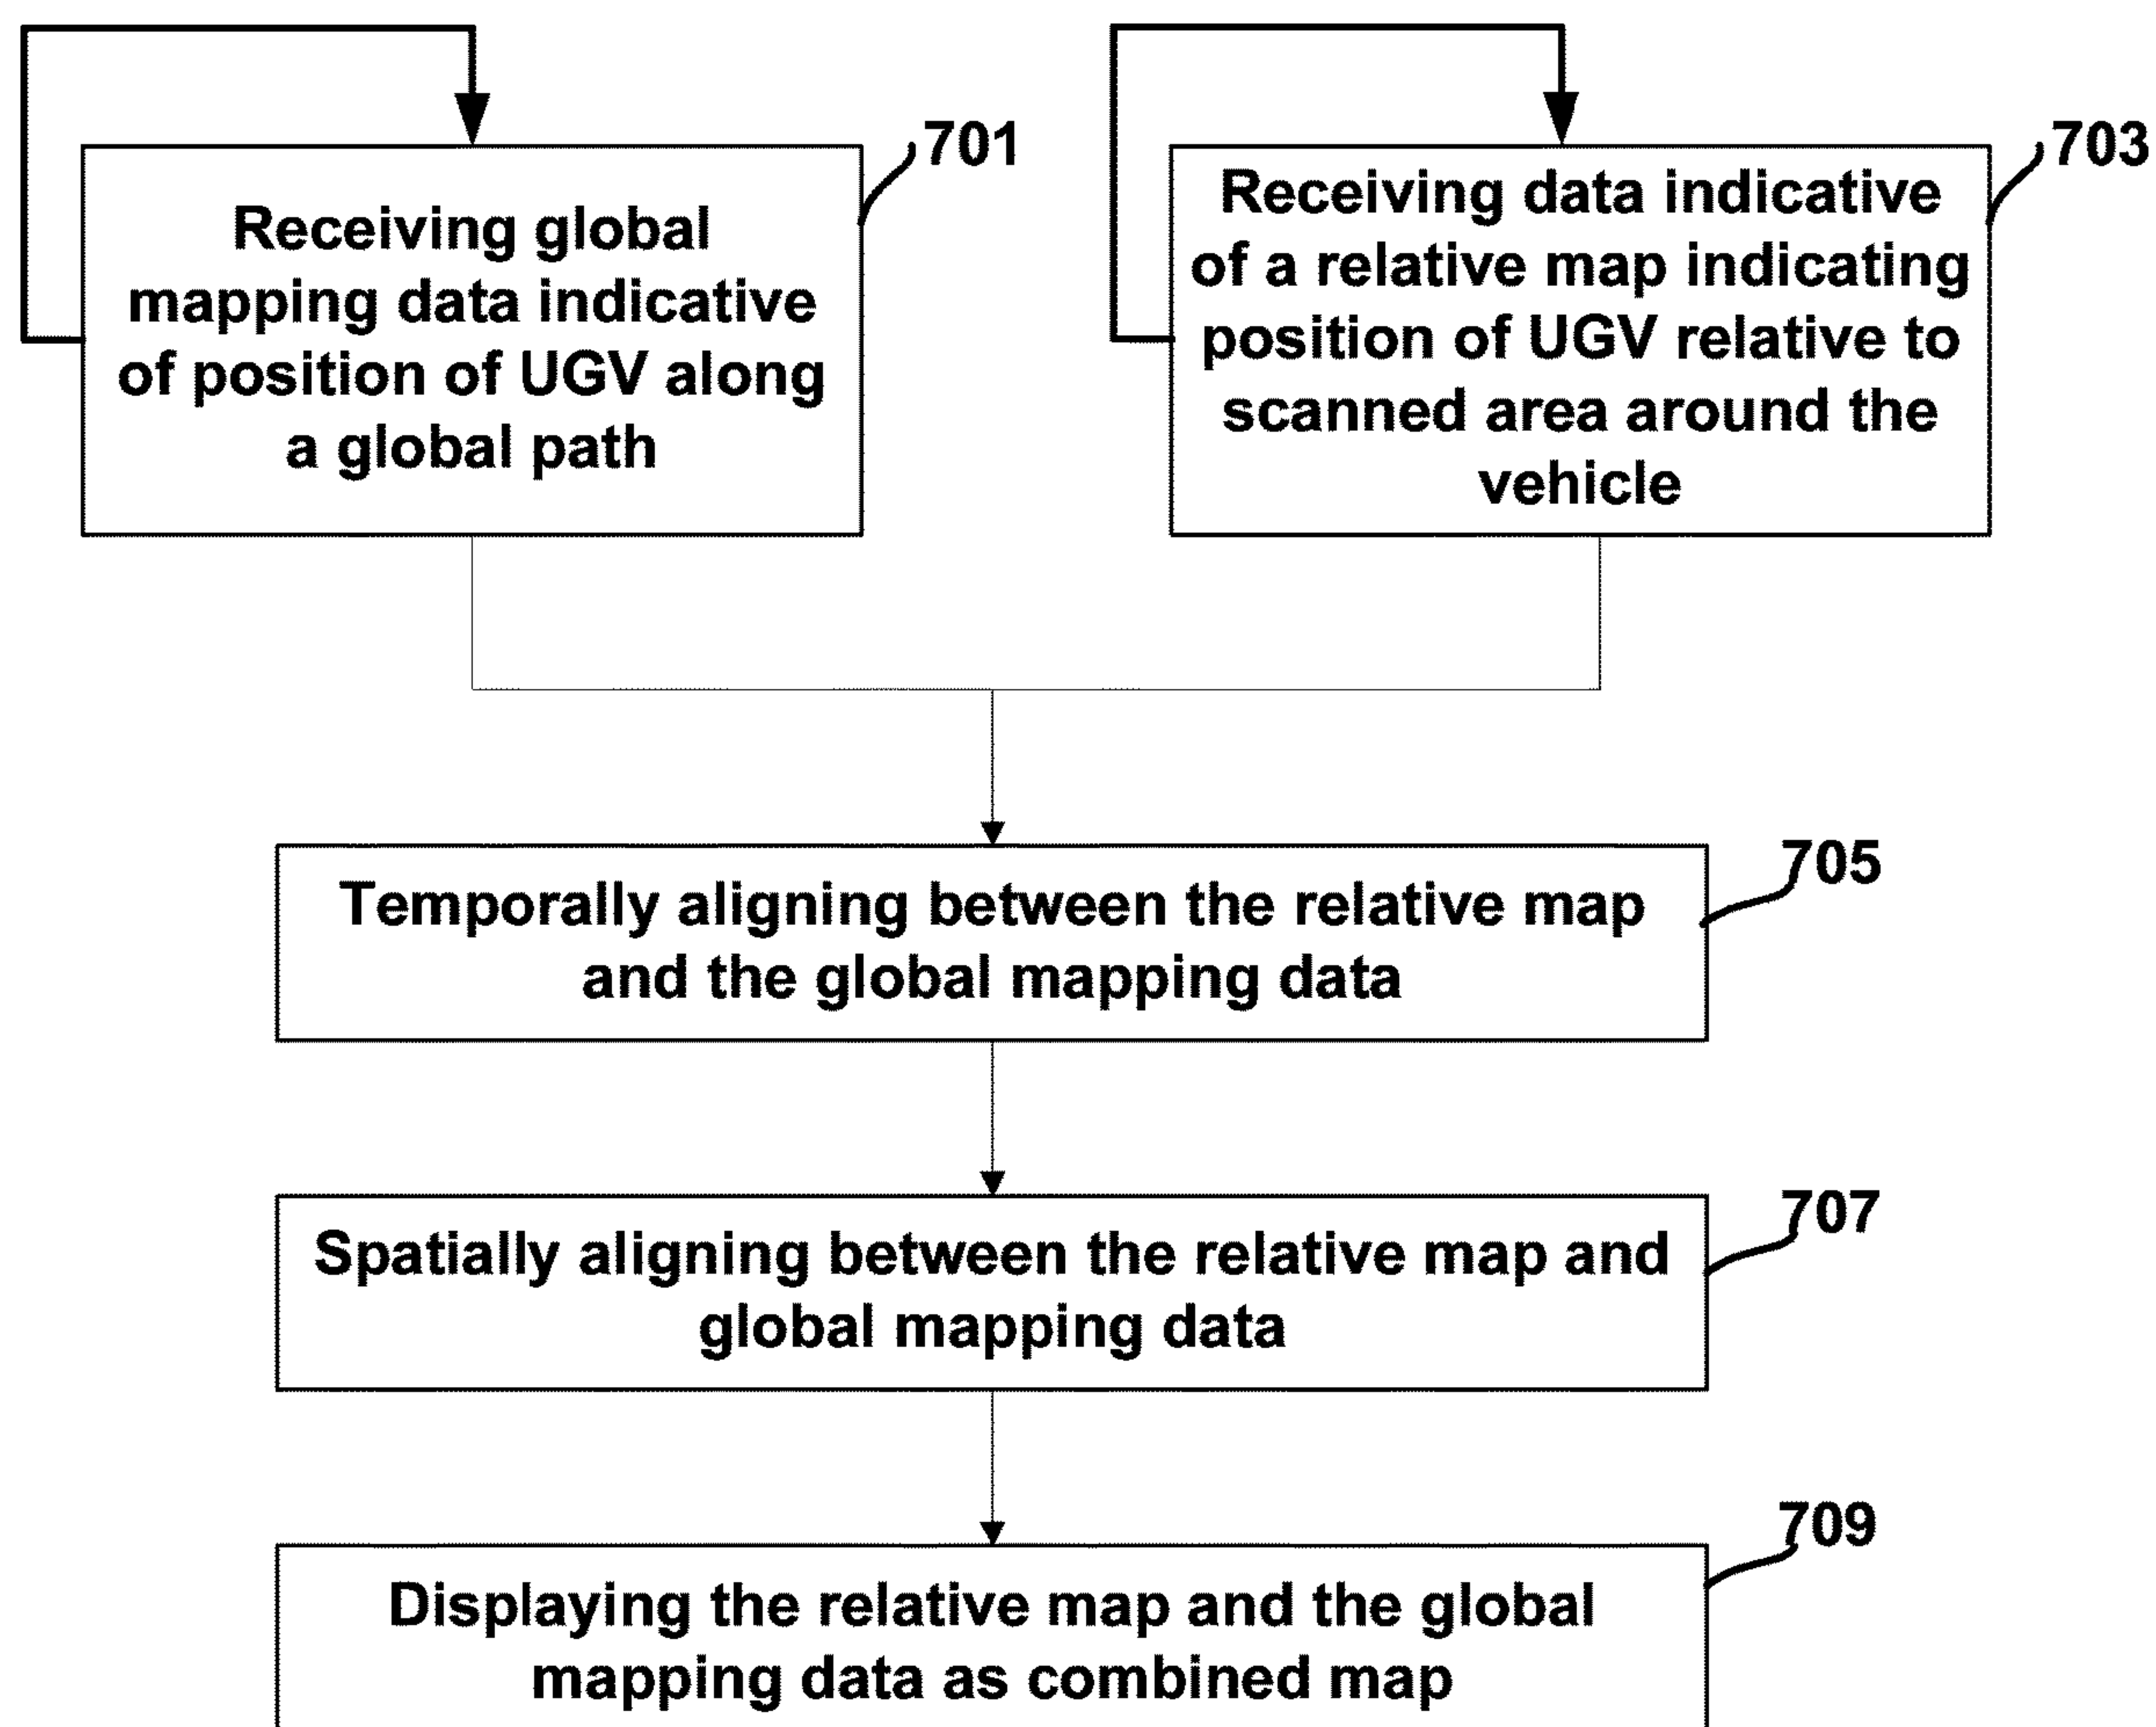 701
Receiving global
mapping data indicative
of position of UGV along
a global path
703
Receiving data indicative
of a relative map indicating
position of UGV relative to
scanned area around the
vehicle
705
Temporally aligning between the relative map
and the global mapping data
707
Spatially aligning between the relative map and
global mapping data
709
Displaying the relative map and the global
mapping data as combined map